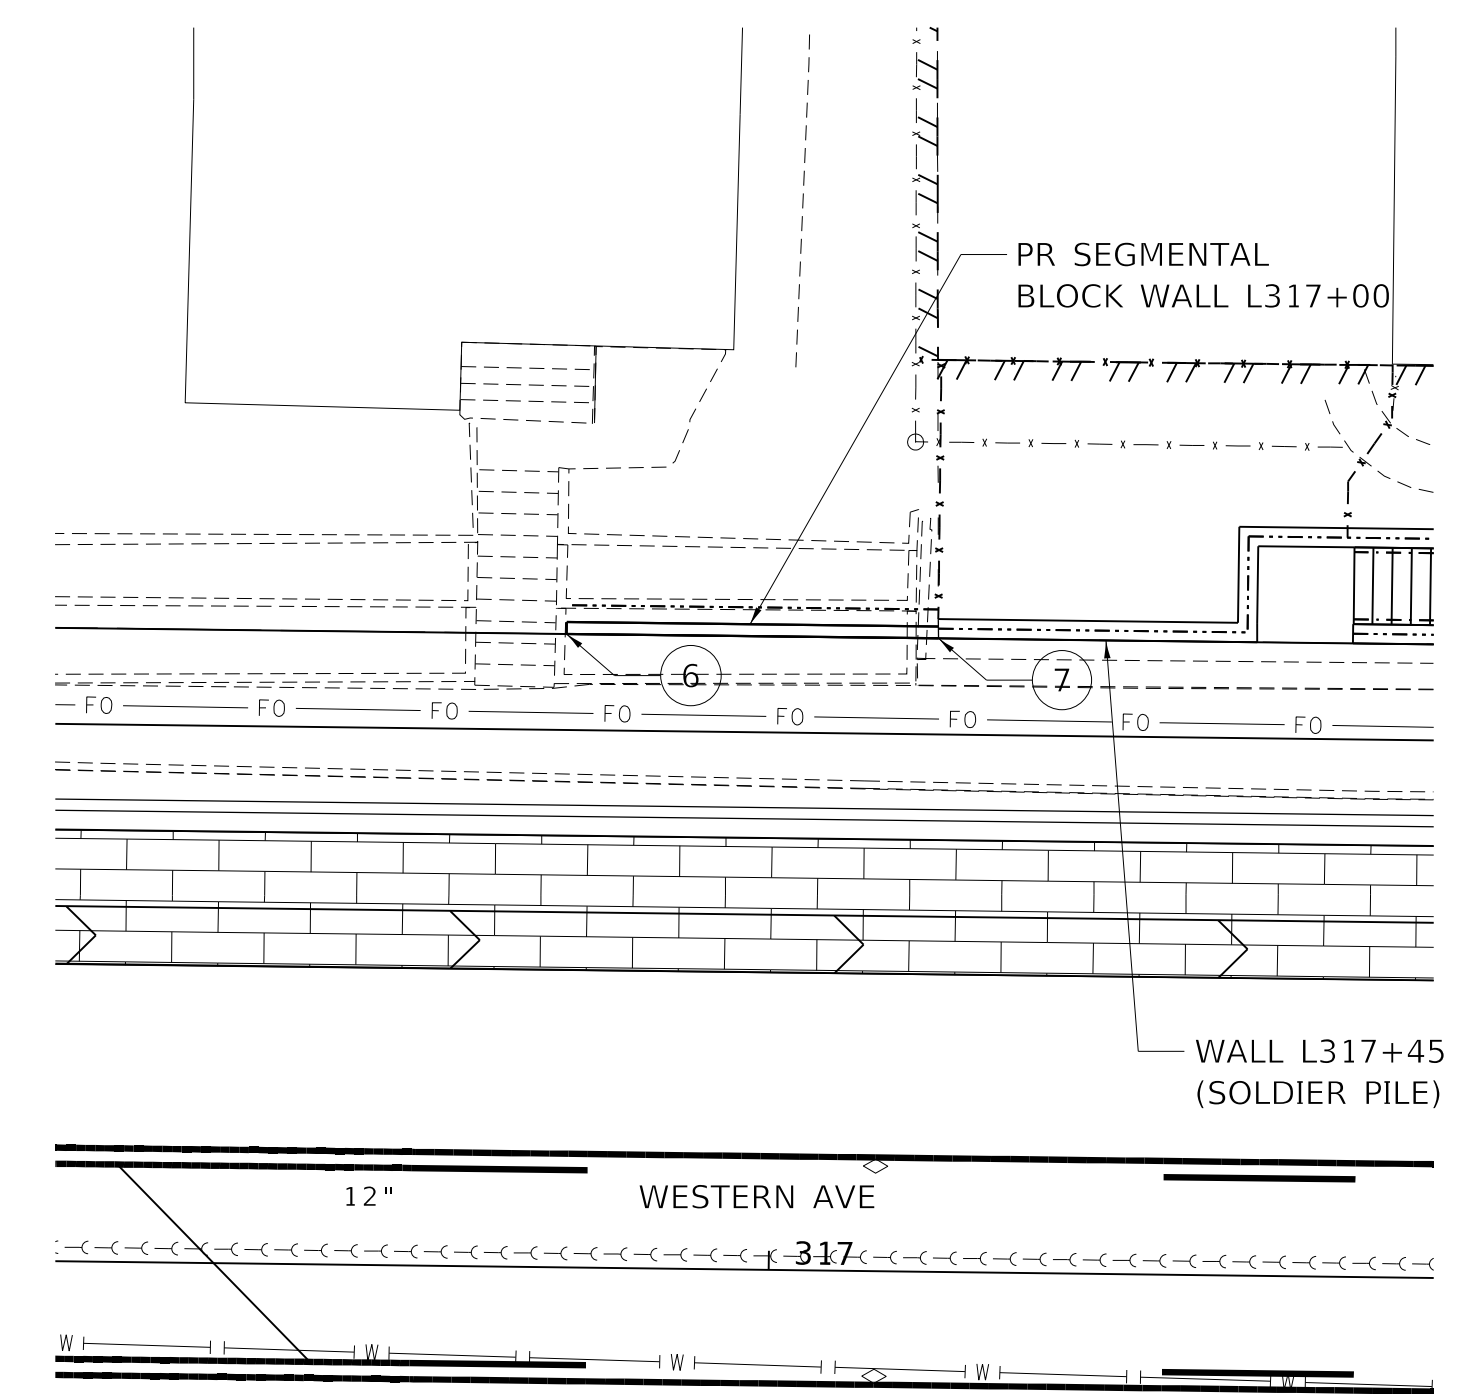 PR SEGMENTAL
BLOCK WALL L317+00
6
7
FO FO FO FO FO FO FO FO
WALL L317+45
(SOLDIER PILE)
12"
WESTERN AVE
317
W W W W W